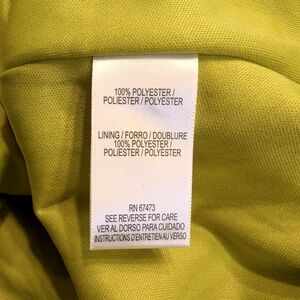 100% POLYESTER /
POLIESTER / POLYESTER
LINING / FORRO / DOUBLURE
100% POLYESTER /
POLIESTER / POLYESTER
RN 67473
SEE REVERSE FOR CARE
VER AL DORSO PARA CUIDADO
INSTRUCTIONS D'ENTRETIEN AU VERSO